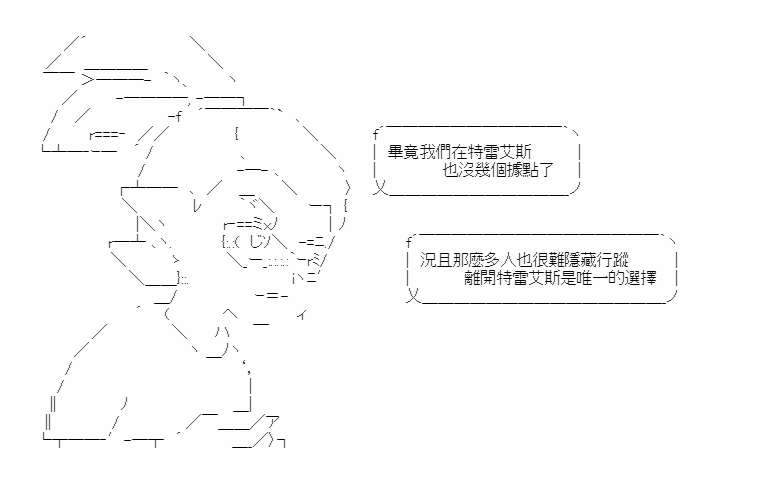 畢竟我們在特雷艾斯
也沒幾個據點了
況且那麼多人也很難隱藏行蹤
離開特雷艾斯是唯一的選擇